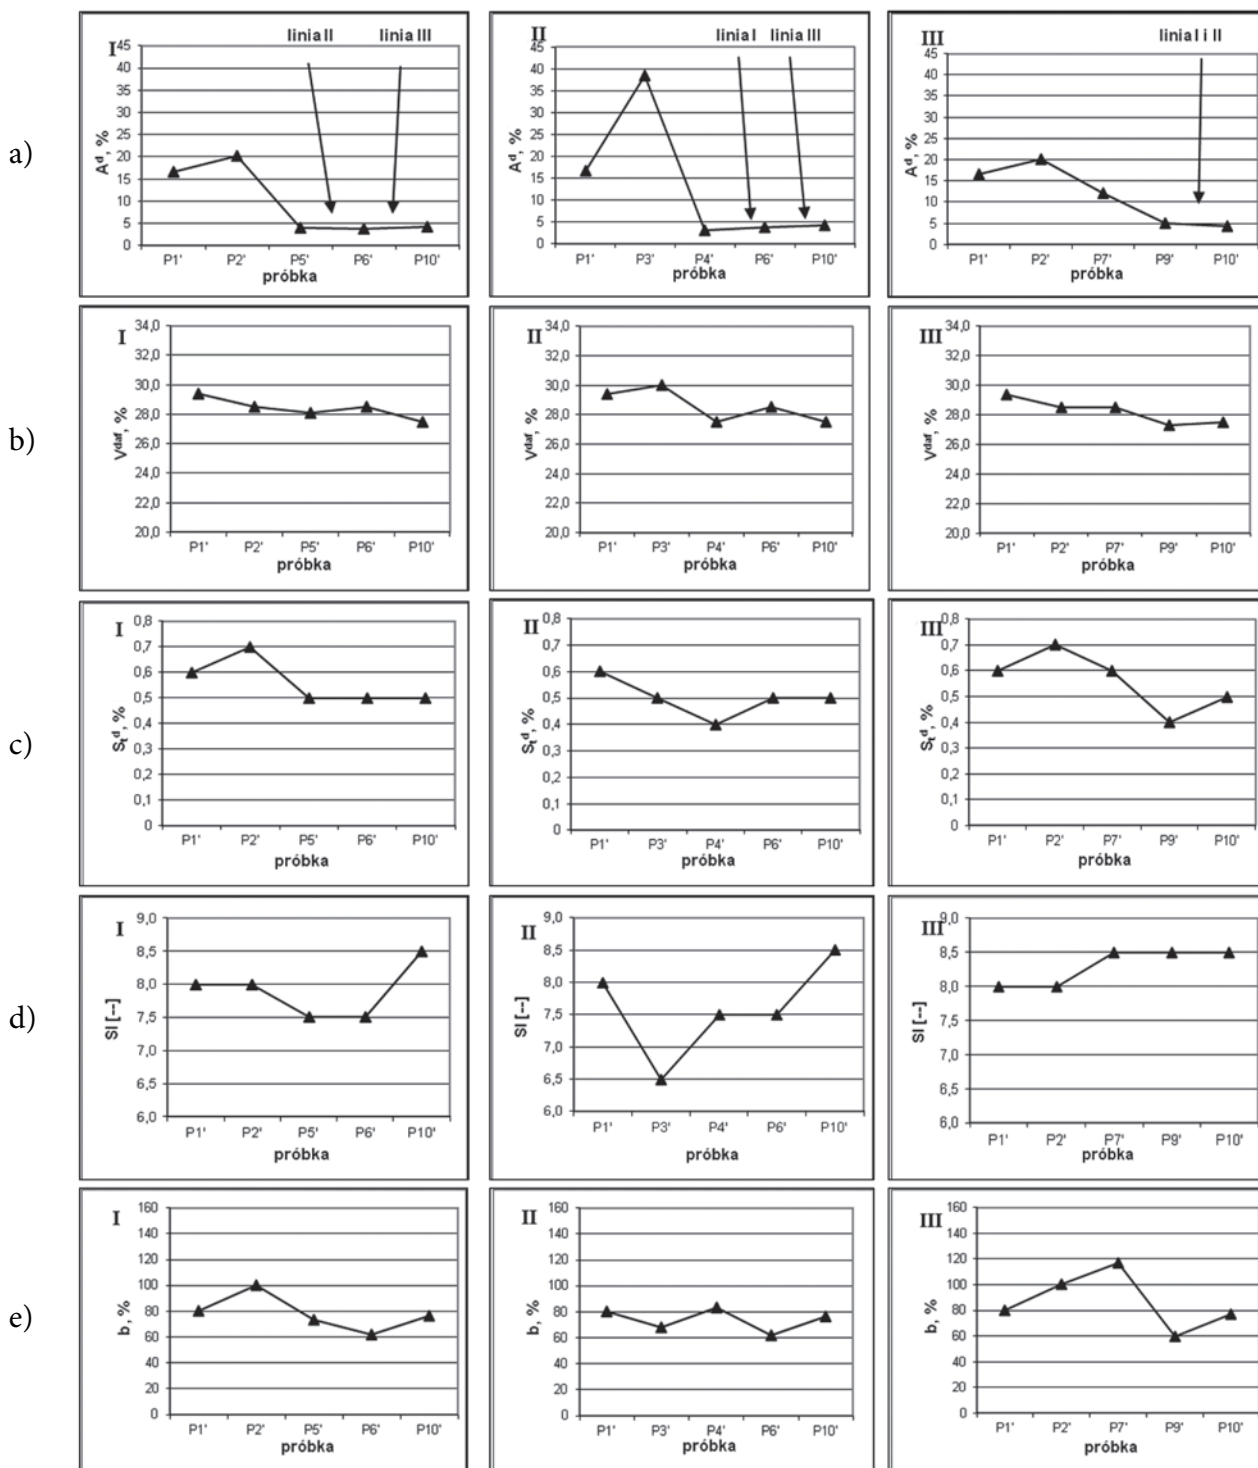 a)
I linia II linia III
45
40
35
30
25
20
15
10
5
0
A^d, %
P1' P2' P5' P6' P10'
próbka
II linia I linia III
45
40
35
30
25
20
15
10
5
0
A^d, %
P1' P3' P4' P6' P10'
próbka
III linia I i II
45
40
35
30
25
20
15
10
5
0
A^d, %
P1' P2' P7' P9' P10'
próbka
b)
I
34,0
32,0
30,0
28,0
26,0
24,0
22,0
20,0
V^daf, %
P1' P2' P5' P6' P10'
próbka
II
34,0
32,0
30,0
28,0
26,0
24,0
22,0
20,0
V^daf, %
P1' P3' P4' P6' P10'
próbka
III
34,0
32,0
30,0
28,0
26,0
24,0
22,0
20,0
V^daf, %
P1' P2' P7' P9' P10'
próbka
c)
I
0,8
0,7
0,6
0,5
0,4
0,3
0,2
0,1
0
S_t^d, %
P1' P2' P5' P6' P10'
próbka
II
0,8
0,7
0,6
0,5
0,4
0,3
0,2
0,1
0
S_t^d, %
P1' P3' P4' P6' P10'
próbka
III
0,8
0,7
0,6
0,5
0,4
0,3
0,2
0,1
0
S_t^d, %
P1' P2' P7' P9' P10'
próbka
d)
I
9,0
8,5
8,0
7,5
7,0
6,5
6,0
SI [--]
P1' P2' P5' P6' P10'
próbka
II
9,0
8,5
8,0
7,5
7,0
6,5
6,0
SI [--]
P1' P3' P4' P6' P10'
próbka
III
9,0
8,5
8,0
7,5
7,0
6,5
6,0
SI [--]
P1' P2' P7' P9' P10'
próbka
e)
I
160
140
120
100
80
60
40
20
0
b, %
P1' P2' P5' P6' P10'
próbka
II
160
140
120
100
80
60
40
20
0
b, %
P1' P3' P4' P6' P10'
próbka
III
160
140
120
100
80
60
40
20
0
b, %
P1' P2' P7' P9' P10'
próbka